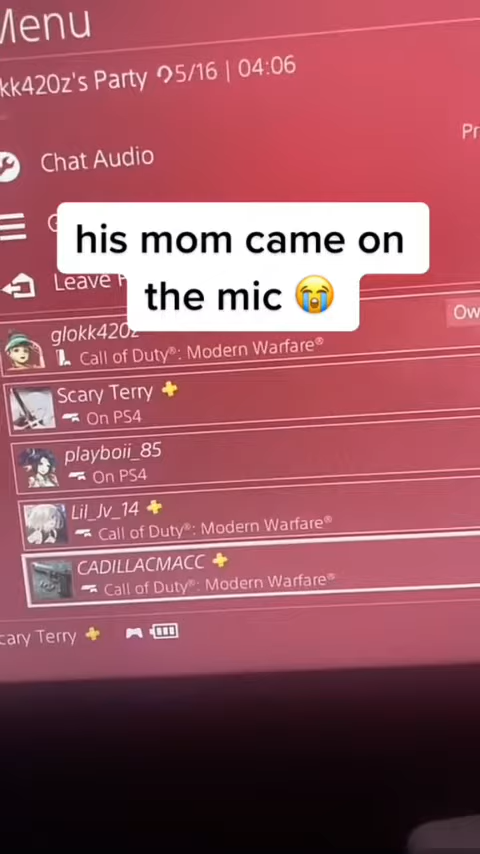 Menu
kk420z's Party 5/16 | 04:06
Chat Audio
his mom came on
the mic 😭
Leave
glokk420z
Call of Duty®: Modern Warfare®
Scary Terry
On PS4
playboii_85
On PS4
Lil_Jv_14
Call of Duty®: Modern Warfare®
CADILLACMACC
Call of Duty®: Modern Warfare®
cary Terry